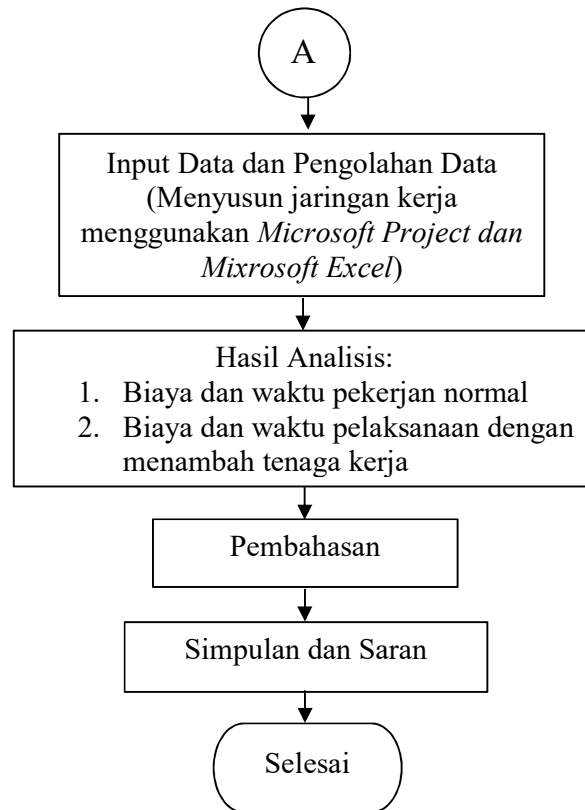 A
Input Data dan Pengolahan Data
(Menyusun jaringan kerja
menggunakan Microsoft Project dan
Mixrosoft Excel)
Hasil Analisis:
1. Biaya dan waktu pekerjan normal
2. Biaya dan waktu pelaksanaan dengan
menambah tenaga kerja
Pembahasan
Simpulan dan Saran
Selesai